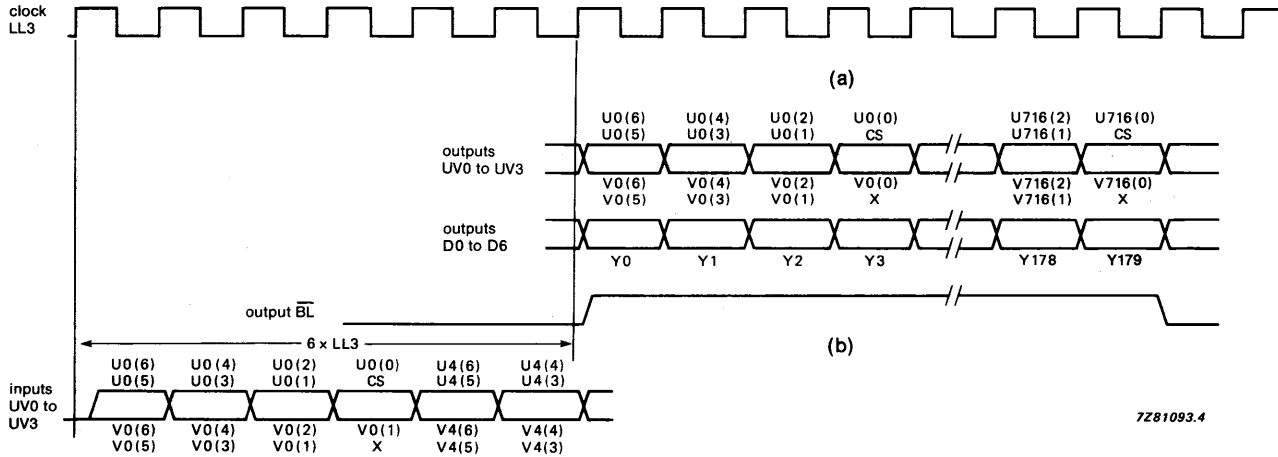 clock
LL3
(a)
U0(6) U0(4) U0(2) U0(0) U716(2) U716(0)
U0(5) U0(3) U0(1) CS U716(1) CS
outputs
UV0 to UV3
V0(6) V0(4) V0(2) V0(0) V716(2) V716(0)
V0(5) V0(3) V0(1) X V716(1) X
outputs
D0 to D6
Y0 Y1 Y2 Y3 Y178 Y179
output B̅L̅
6 x LL3
(b)
U0(6) U0(4) U0(2) U0(0) U4(6) U4(4)
U0(5) U0(3) U0(1) CS U4(5) U4(3)
inputs
UV0 to
UV3
V0(6) V0(4) V0(2) V0(1) V4(6) V4(4)
V0(5) V0(3) V0(1) X V4(5) V4(3)
7Z81093.4